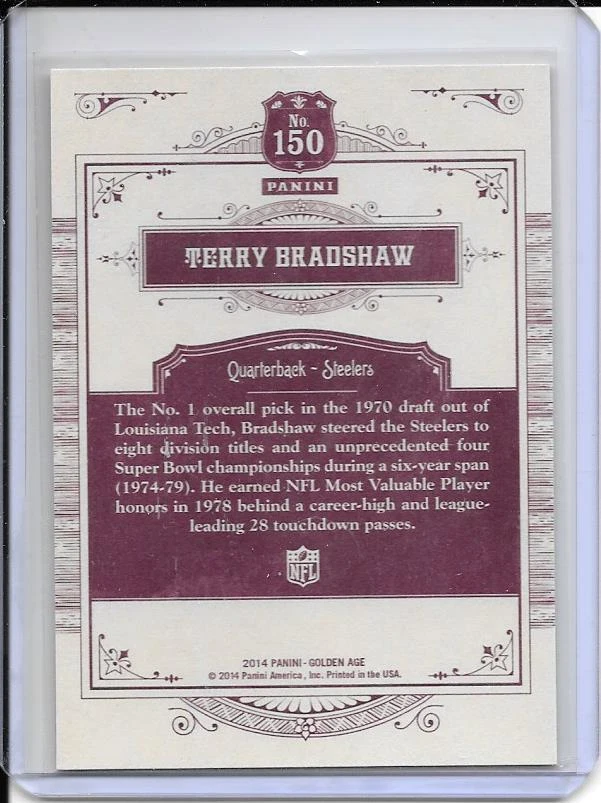 No.
150
PANINI
TERRY BRADSHAW
Quarterback ~ Steelers
The No. 1 overall pick in the 1970 draft out of
Louisiana Tech, Bradshaw steered the Steelers to
eight division titles and an unprecedented four
Super Bowl championships during a six-year span
(1974-79). He earned NFL Most Valuable Player
honors in 1978 behind a career-high and league-
leading 28 touchdown passes.
NFL
2014 PANINI - GOLDEN AGE
© 2014 Panini America, Inc. Printed in the USA.